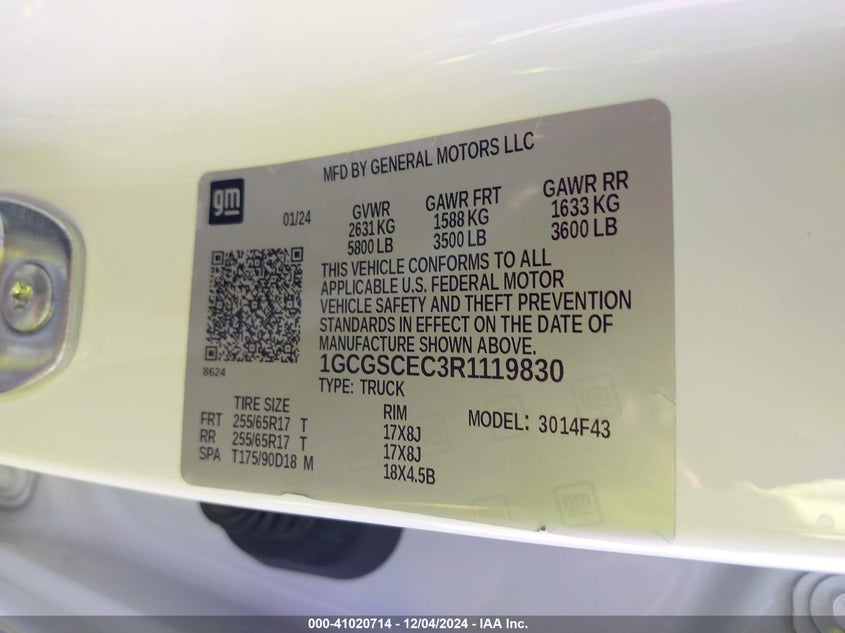 MFD BY GENERAL MOTORS LLC
gm
01/24
GVWR
2631 KG
5800 LB
GAWR FRT
1588 KG
3500 LB
GAWR RR
1633 KG
3600 LB
THIS VEHICLE CONFORMS TO ALL
APPLICABLE U.S. FEDERAL MOTOR
VEHICLE SAFETY AND THEFT PREVENTION
STANDARDS IN EFFECT ON THE DATE OF
MANUFACTURE SHOWN ABOVE.
8624
1GCGSCEC3R1119830
TYPE: TRUCK
TIRE SIZE
RIM
MODEL: 3014F43
FRT 255/65R17 T 17X8J
RR 255/65R17 T 17X8J
SPA T175/90D18 M 18X4.5B
gm
gm
000-41020714 - 12/04/2024 - IAA Inc.